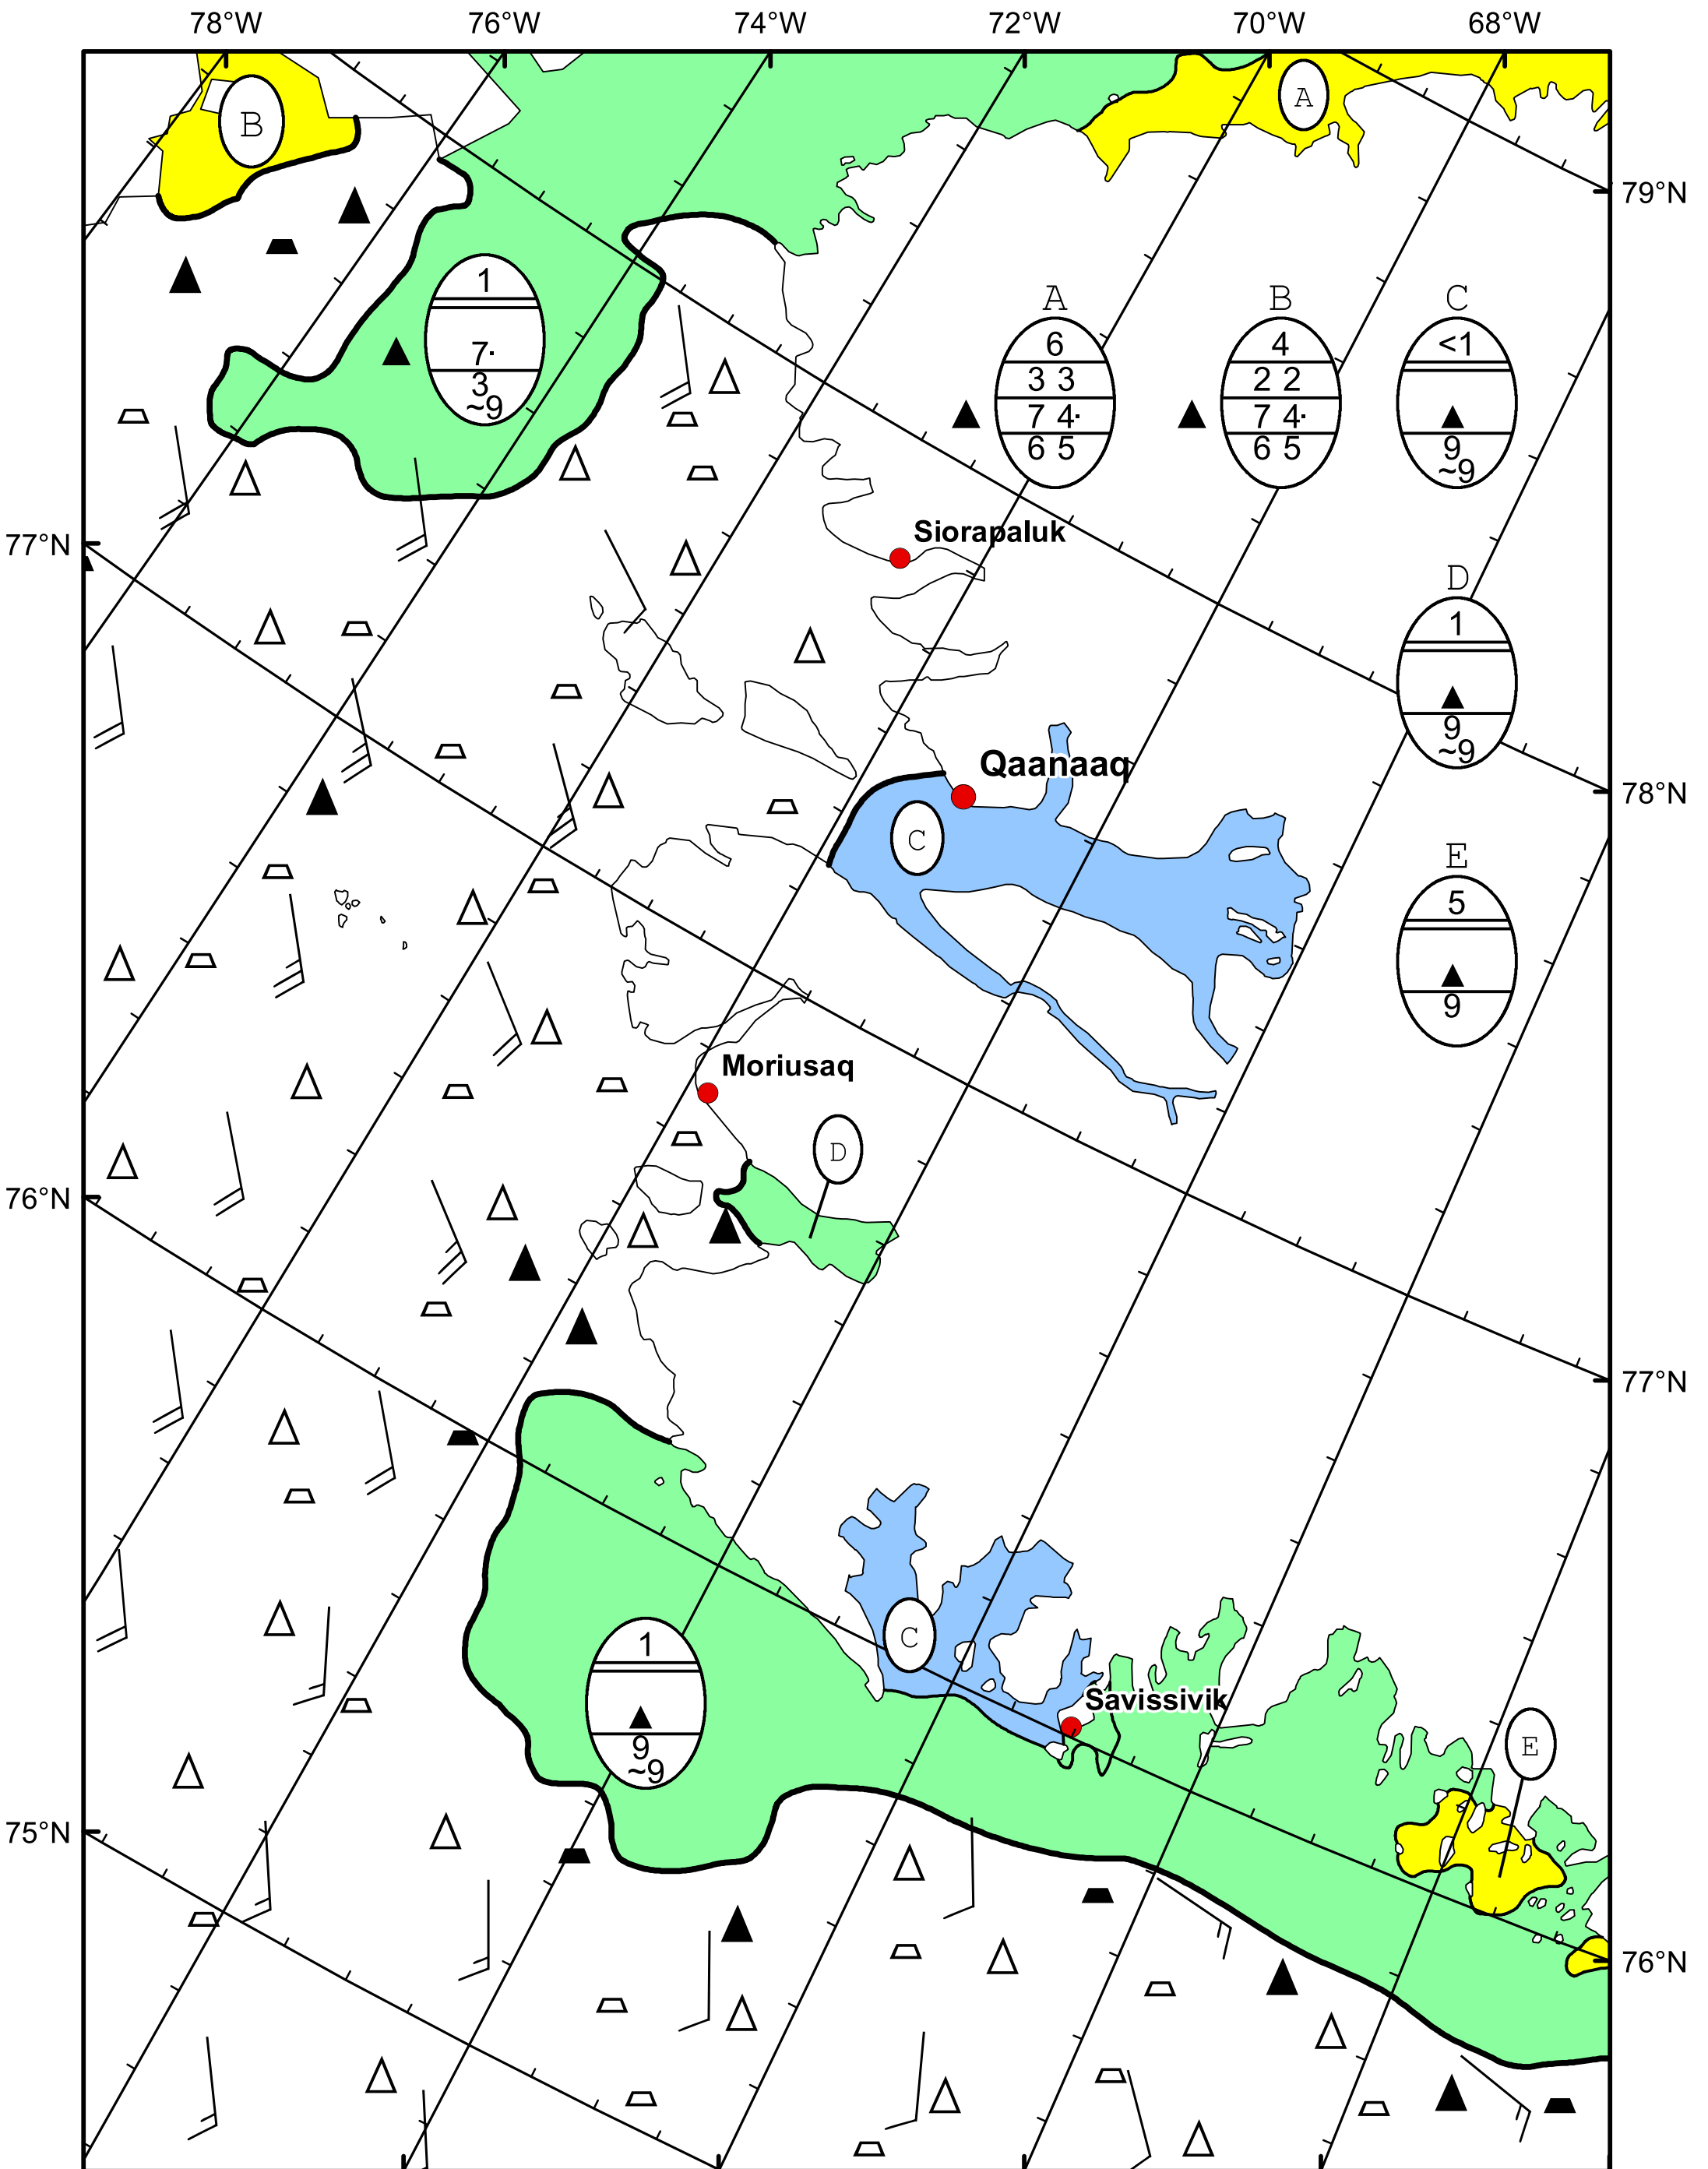 78°W 76°W 74°W 72°W 70°W 68°W
A
B
79°N
1
7·
3
~9
A
6
3 3
7 4·
6 5
B
4
2 2
7 4·
6 5
C
<1
9
~9
Siorapaluk
77°N
D
1
9
~9
Qaanaaq
78°N
C
E
5
9
Moriusaq
D
76°N
77°N
C
1
9
~9
Savissivik
E
75°N
76°N